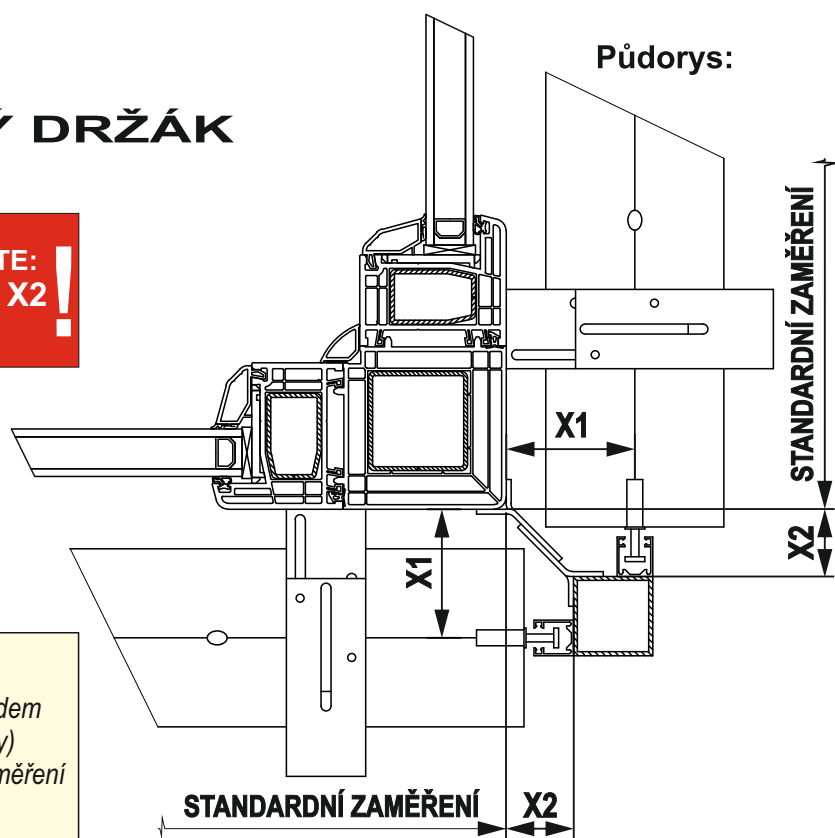 Půdorys:
Ý DRŽÁK
TE:
X2
!
STANDARDNÍ ZAMĚŘENÍ
X1
X2
X1
dem
y)
měření
STANDARDNÍ ZAMĚŘENÍ
X2